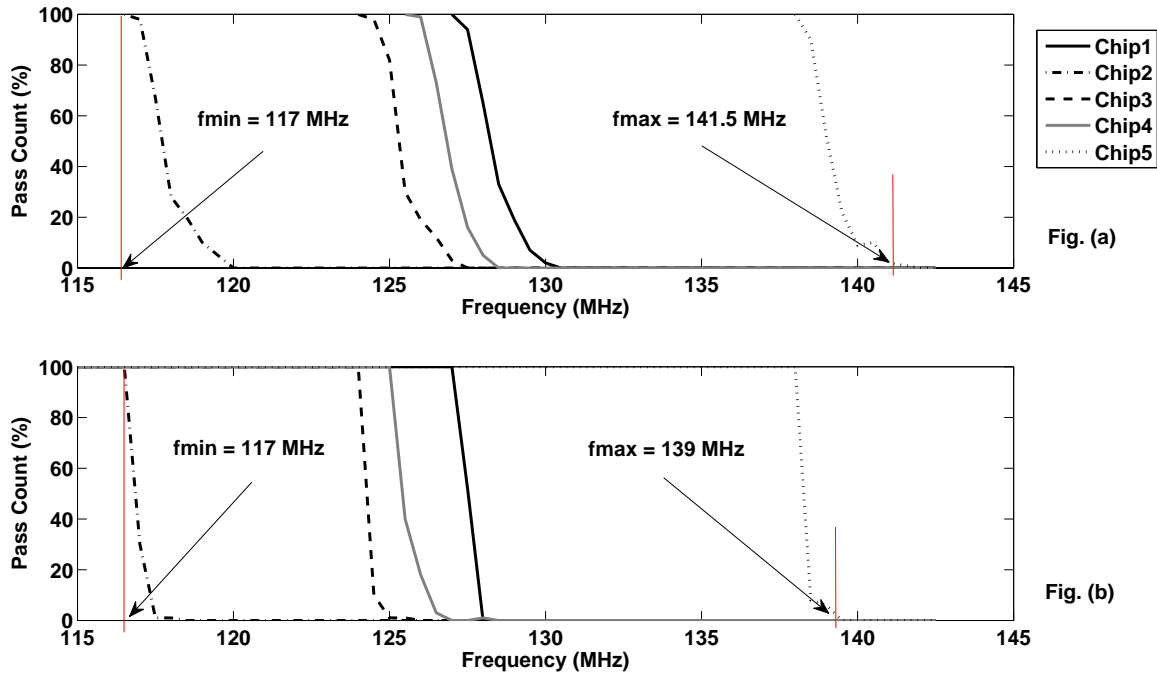 100
80
60
40
20
0
Pass Count (%)
fmin = 117 MHz
fmax = 141.5 MHz
115 120 125 130 135 140 145
Frequency (MHz)
Chip1
Chip2
Chip3
Chip4
Chip5
Fig. (a)
100
80
60
40
20
0
Pass Count (%)
fmin = 117 MHz
fmax = 139 MHz
115 120 125 130 135 140 145
Frequency (MHz)
Fig. (b)